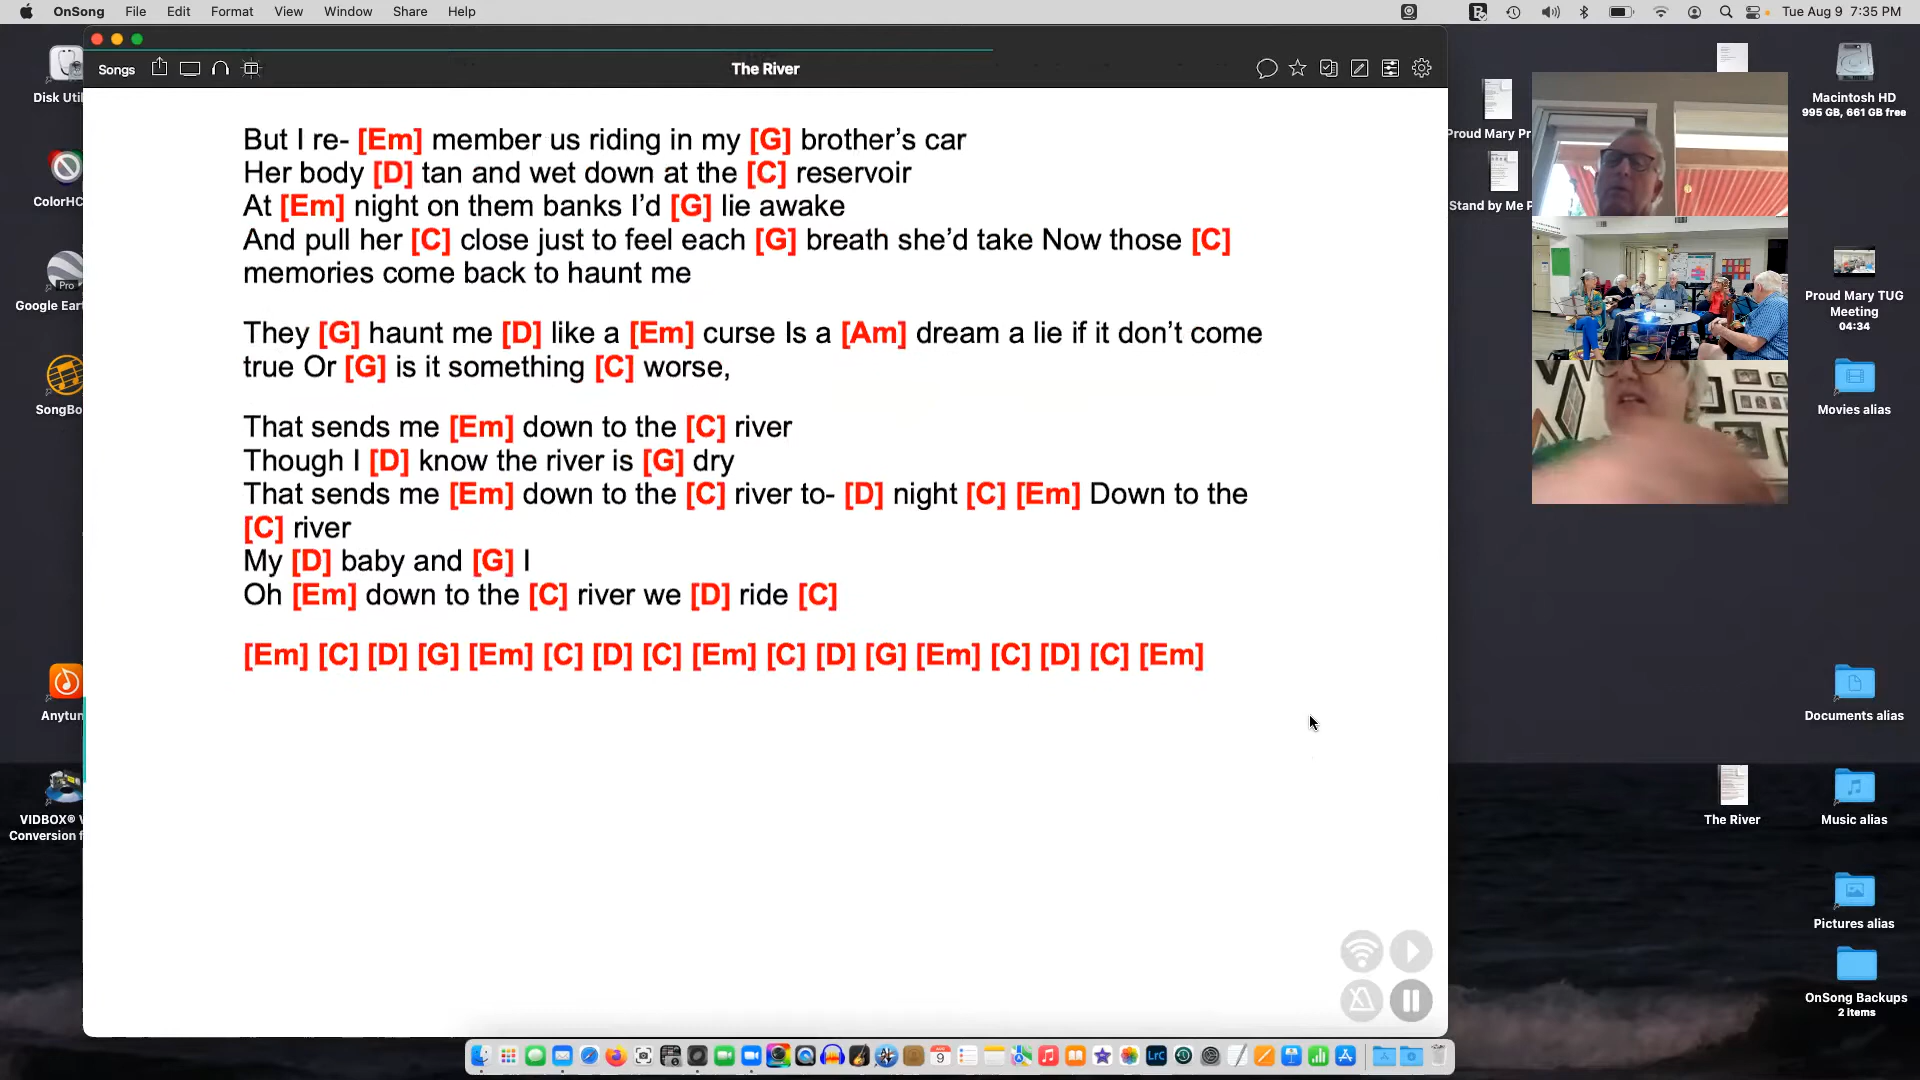 OnSong File Edit Format View Window Share Help
Tue Aug 9 7:35 PM
Songs
The River
But I re- [Em] member us riding in my [G] brother’s car
Her body [D] tan and wet down at the [C] reservoir
At [Em] night on them banks I’d [G] lie awake
And pull her [C] close just to feel each [G] breath she’d take Now those [C]
memories come back to haunt me
They [G] haunt me [D] like a [Em] curse Is a [Am] dream a lie if it don’t come
true Or [G] is it something [C] worse,
That sends me [Em] down to the [C] river
Though I [D] know the river is [G] dry
That sends me [Em] down to the [C] river to- [D] night [C] [Em] Down to the
[C] river
My [D] baby and [G] I
Oh [Em] down to the [C] river we [D] ride [C]
[Em] [C] [D] [G] [Em] [C] [D] [C] [Em] [C] [D] [G] [Em] [C] [D] [C] [Em]
Disk Util
ColorHC
Google Eart
Pro
SongBo
Anytun
VIDBOX® V
Conversion f
Proud Mary Pr
Stand by Me P
Macintosh HD
995 GB, 661 GB free
Proud Mary TUG
Meeting
04:34
Movies alias
Documents alias
The River
Music alias
Pictures alias
OnSong Backups
2 items
9
LrC